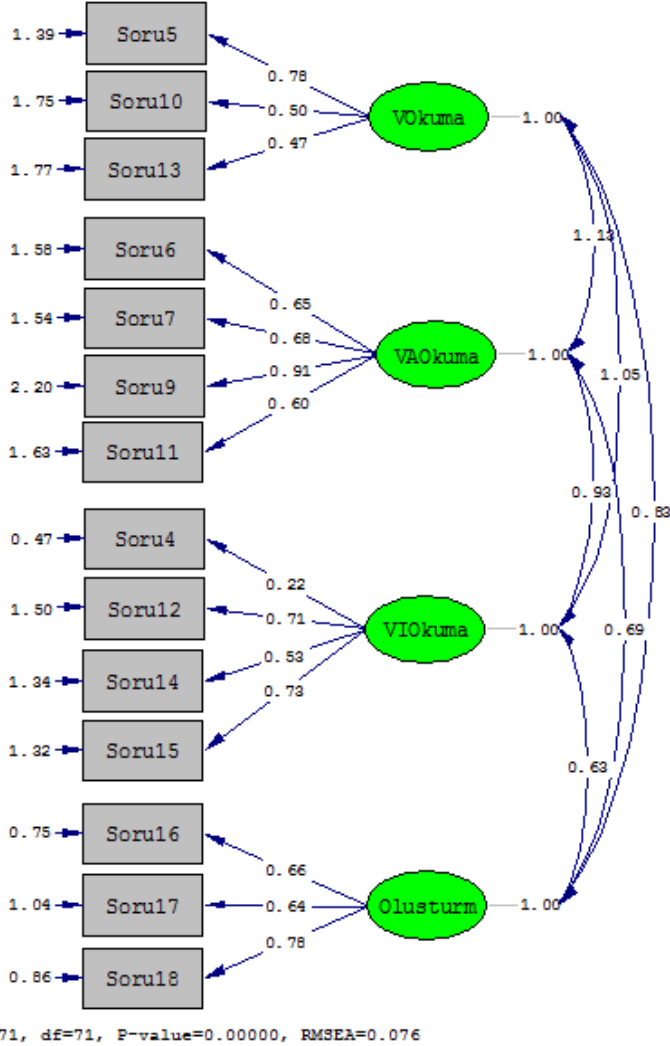 1.39 Soru5
0.78
1.75 Soru10 0.50 VOkuma 1.00
0.47
1.77 Soru13
1.13
1.58 Soru6
0.65
1.54 Soru7 0.68
VAOkuma 1.00
2.20 Soru9 0.91 1.05
0.60
1.63 Soru11
0.93 0.83
0.47 Soru4
0.22
1.50 Soru12 0.71
VIOkuma 1.00 0.69
1.34 Soru14 0.53
0.73
1.32 Soru15
0.63
0.75 Soru16
0.66
1.04 Soru17 0.64 Olusturm 1.00
0.78
0.86 Soru18
71, df=71, P-value=0.00000, RMSEA=0.076